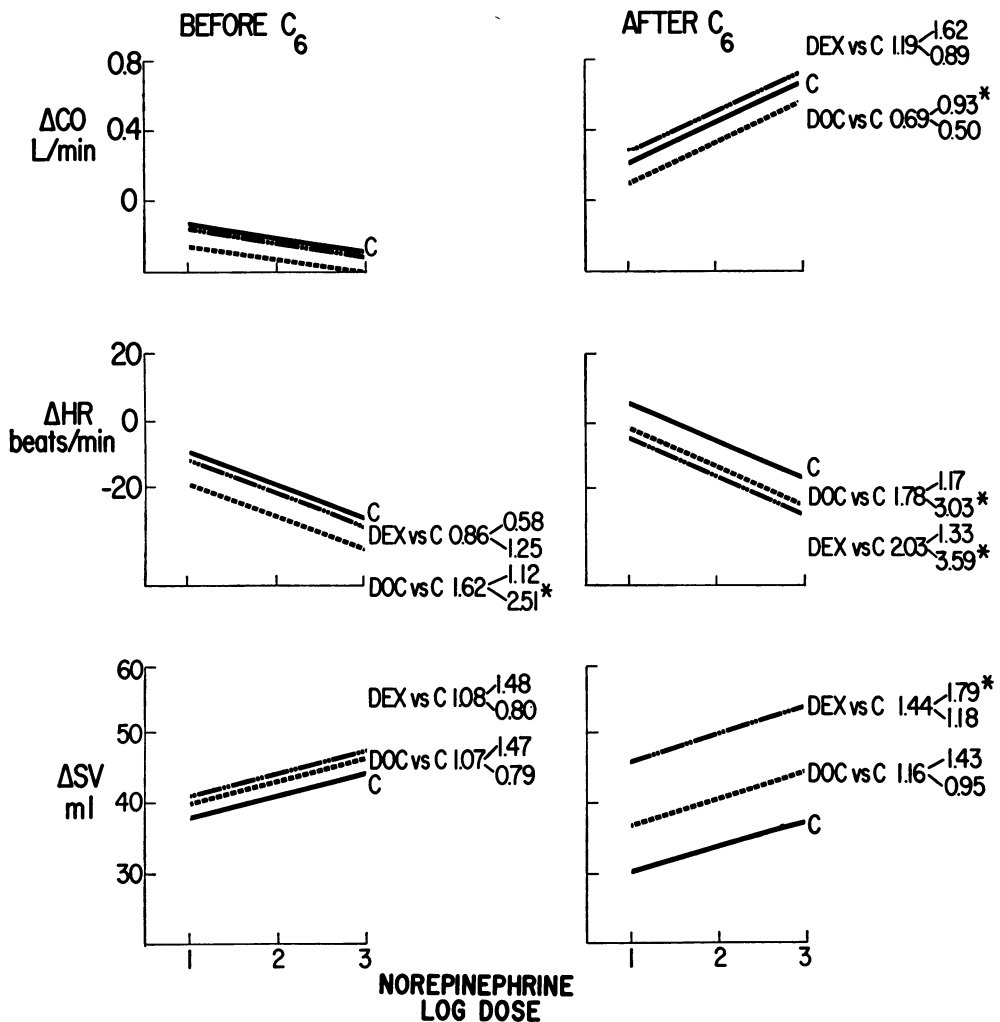 BEFORE C6
AFTER C6
ΔCO
L/min
0.8
0.4
0
C
DEX vs C 1.19 1.62
0.89
C
DOC vs C 0.69 0.93*
0.50
ΔHR
beats/min
20
0
-20
C
DEX vs C 0.86 0.58
1.25
DOC vs C 1.62 1.12
2.51*
C
DOC vs C 1.78 1.17
3.03*
DEX vs C 2.03 1.33
3.59*
ΔSV
ml
60
50
40
30
DEX vs C 1.08 1.48
0.80
DOC vs C 1.07 1.47
0.79
C
DEX vs C 1.44 1.79*
1.18
DOC vs C 1.16 1.43
0.95
C
1 2 3
1 2 3
NOREPINEPHRINE
LOG DOSE